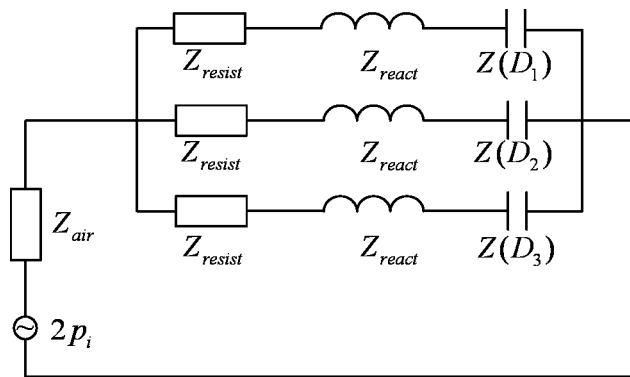 Z_resist Z_react Z(D_1)
Z_resist Z_react Z(D_2)
Z_air
Z_resist Z_react Z(D_3)
~ 2p_i